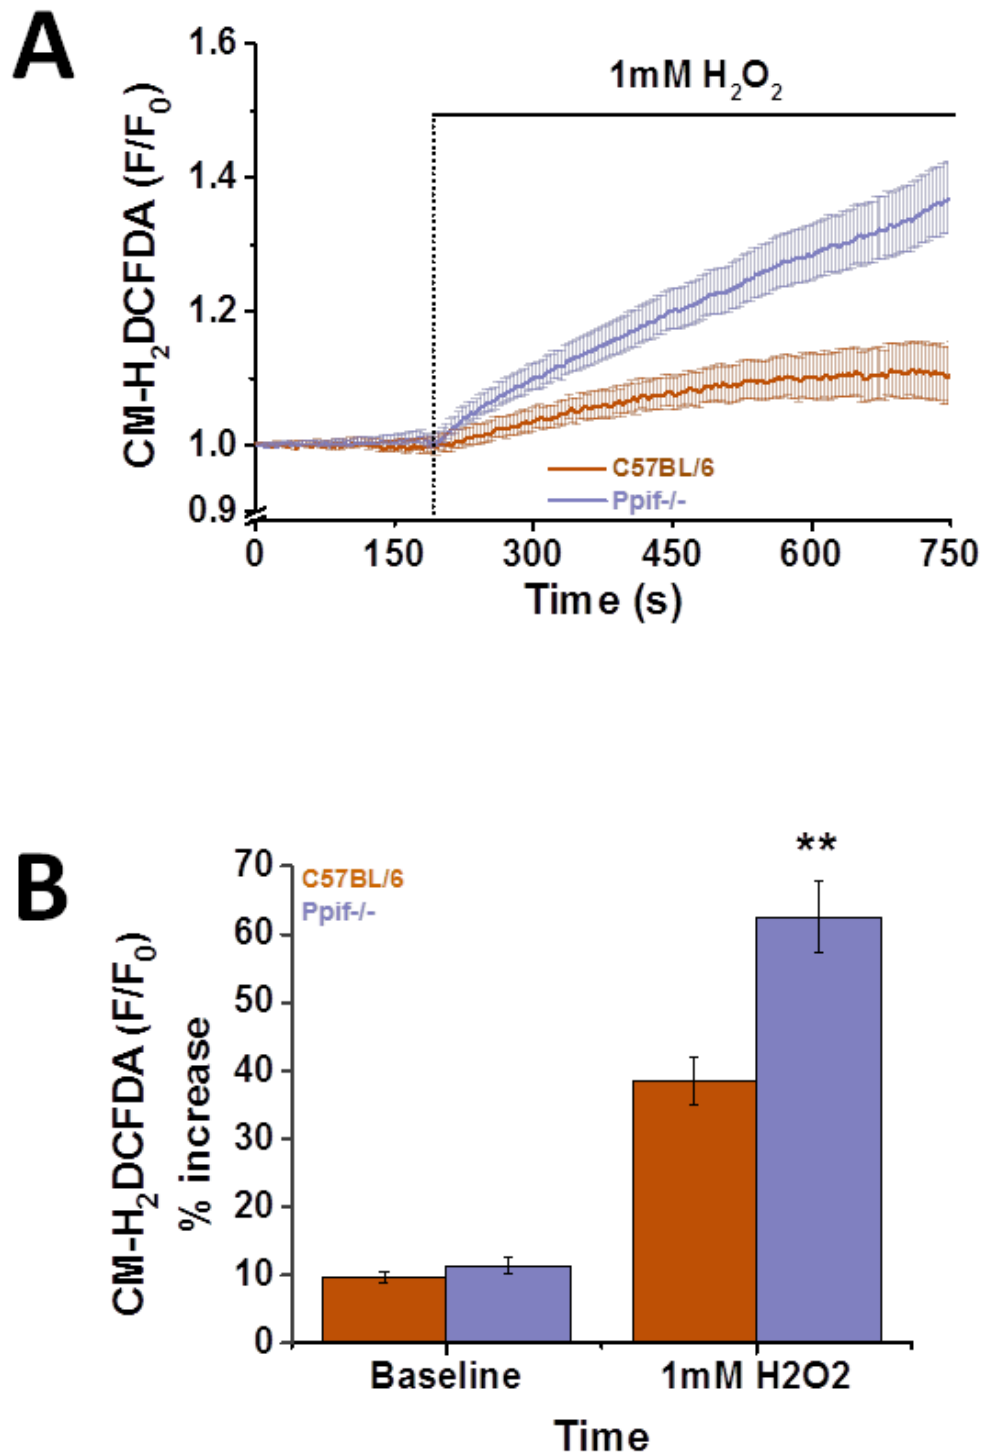 A
1.6
1.4
1.2
1.0
0.9
CM-H₂DCFDA (F/F₀)
1mM H₂O₂
C57BL/6
Ppif-/-
0 150 300 450 600 750
Time (s)
B
70
60
50
40
30
20
10
0
CM-H₂DCFDA (F/F₀)
% increase
C57BL/6
Ppif-/-
**
Baseline 1mM H2O2
Time